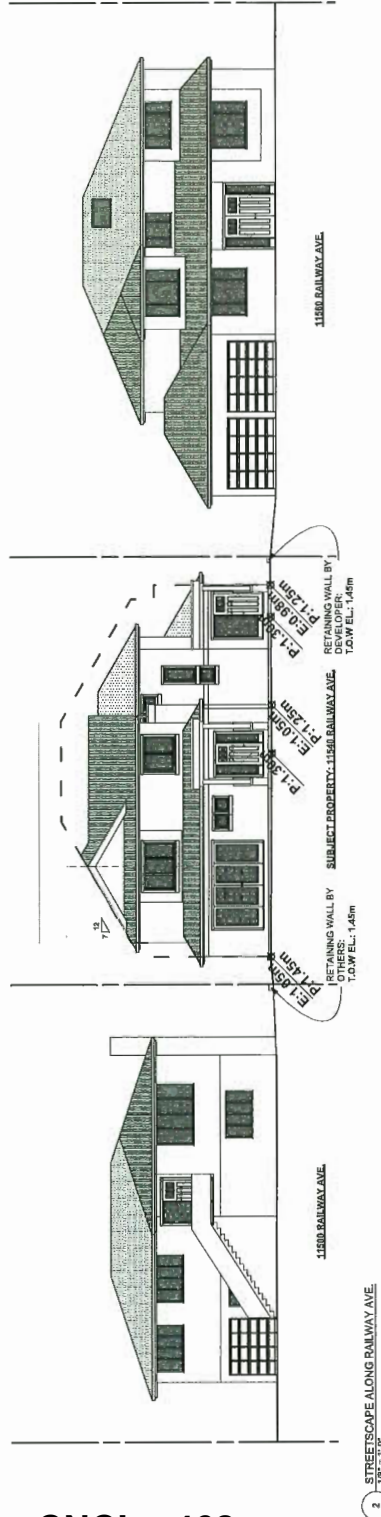 12
7
E:1.05m
P:1.45m
P:1.30m
E:1.05m
P:1.25m
P:1.30m
E:0.98m
P:1.25m
RETAINING WALL BY
OTHERS:
T.O.W EL.: 1.45m
RETAINING WALL BY
DEVELOPER:
T.O.W EL.: 1.45m
11500 RAILWAY AVE.
SUBJECT PROPERTY: 11540 RAILWAY AVE.
11560 RAILWAY AVE.
2
STREETSCAPE ALONG RAILWAY AVE.